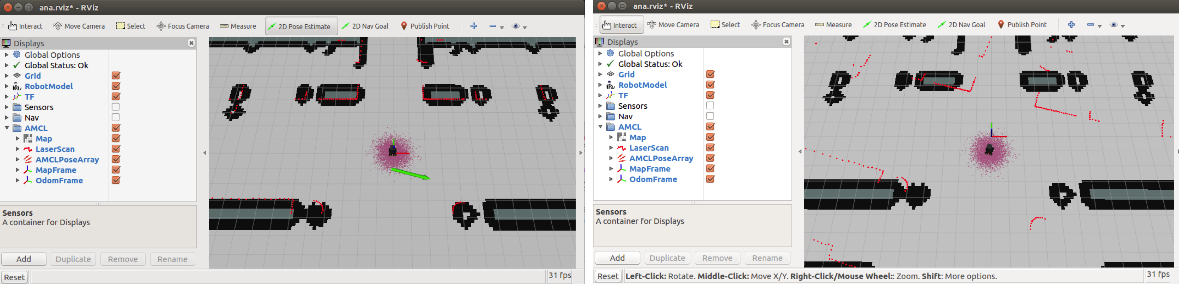 ana.rviz* - RViz
Interact Move Camera Select Focus Camera Measure 2D Pose Estimate 2D Nav Goal Publish Point
Displays
Global Options
Global Status: Ok
Grid
RobotModel
TF
Sensors
Nav
AMCL
Map
LaserScan
AMCLPoseArray
MapFrame
OdomFrame
Sensors
A container for Displays
Add Duplicate Remove Rename
Reset 31 fps
ana.rviz* - RViz
Interact Move Camera Select Focus Camera Measure 2D Pose Estimate 2D Nav Goal Publish Point
Displays
Global Options
Global Status: Ok
Grid
RobotModel
TF
Sensors
Nav
AMCL
Map
LaserScan
AMCLPoseArray
MapFrame
OdomFrame
Sensors
A container for Displays
Add Duplicate Remove Rename
Reset Left-Click: Rotate. Middle-Click: Move X/Y. Right-Click/Mouse Wheel:: Zoom. Shift: More options. 31 fps